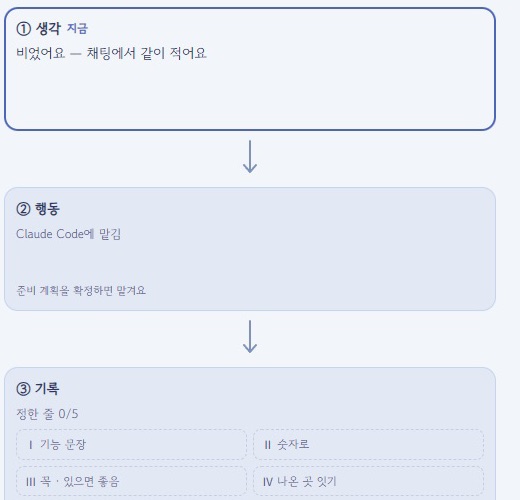 ① 생각 지금
비었어요 — 채팅에서 같이 적어요
② 행동
Claude Code에 맡김
준비 계획을 확정하면 맡겨요
③ 기록
정한 줄 0/5
Ⅰ 기능 문장
Ⅱ 숫자로
Ⅲ 꼭 · 있으면 좋음
Ⅳ 나온 곳 잇기